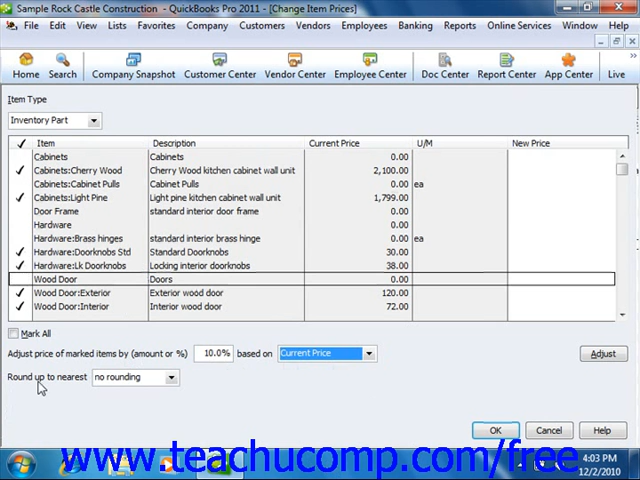 Sample Rock Castle Construction - QuickBooks Pro 2011 - [Change Item Prices]
File Edit View Lists Favorites Company Customers Vendors Employees Banking Reports Online Services Window Help
Home Search Company Snapshot Customer Center Vendor Center Employee Center Doc Center Report Center App Center Live
Item Type
Inventory Part
Item Description Current Price U/M New Price
Cabinets Cabinets 0.00
Cabinets:Cherry Wood Cherry Wood kitchen cabinet wall unit 2,100.00
Cabinets:Cabinet Pulls Cabinet Pulls 0.00 ea
Cabinets:Light Pine Light pine kitchen cabinet wall unit 1,799.00
Door Frame standard interior door frame 0.00
Hardware 0.00
Hardware:Brass hinges standard interior brass hinge 0.00 ea
Hardware:Doorknobs Std Standard Doorknobs 30.00
Hardware:Lk Doorknobs Locking interior doorknobs 38.00
Wood Door Doors 0.00
Wood Door:Exterior Exterior wood door 120.00
Wood Door:Interior Interior wood door 72.00
Mark All
Adjust price of marked items by (amount or %) 10.0% based on Current Price Adjust
Round up to nearest no rounding
OK Cancel Help
www.teachucomp.com/free
4:03 PM
12/2/2010